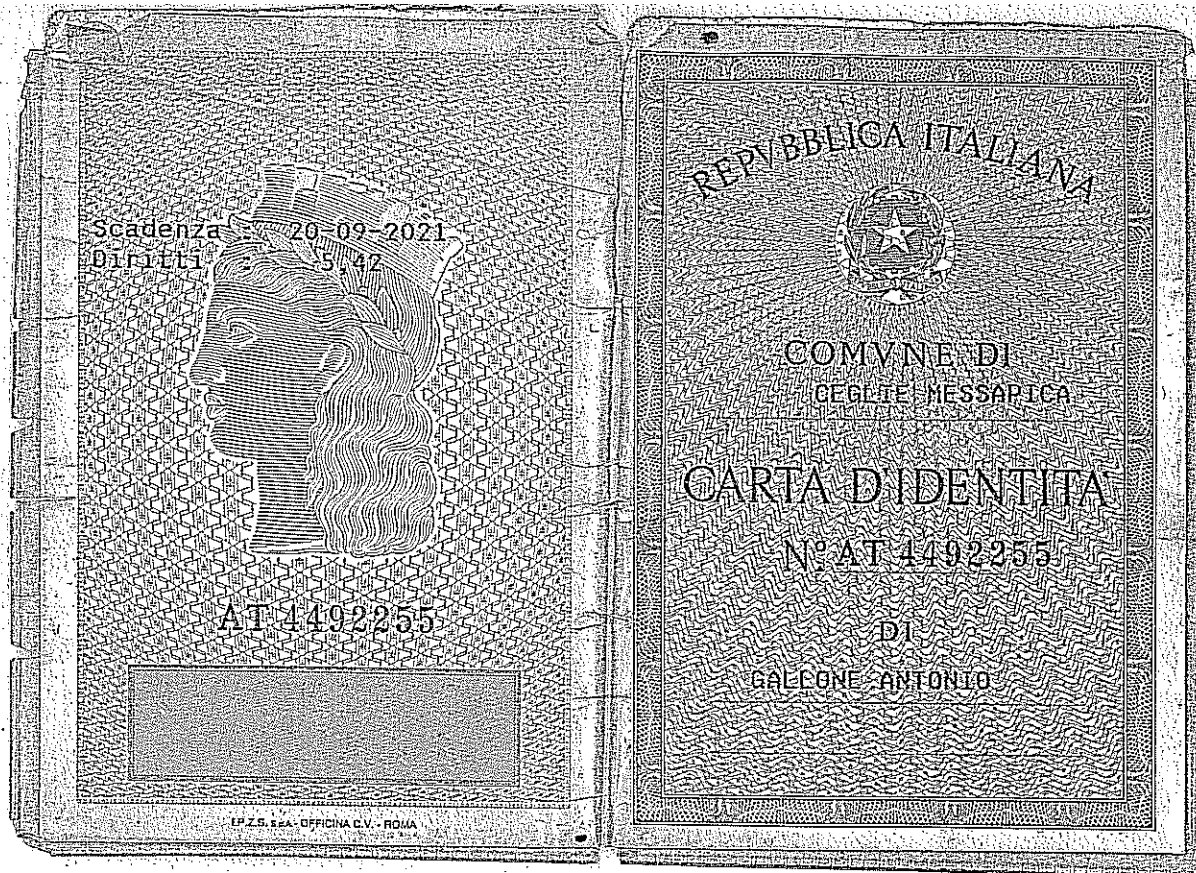 Scadenza : 20-09-2021
Diritti : 5,42
AT 4492255
I.P.Z.S. S.p.A. - OFFICINA C.V. - ROMA
REPVBBLICA ITALIANA
COMVNE DI
CEGLIE MESSAPICA
CARTA D'IDENTITA'
Nº AT 4492255
DI
GALLONE ANTONIO